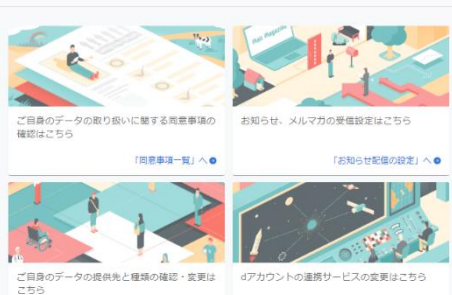 Mail Magazine
ご自身のデータの取り扱いに関する同意事項の
確認はこちら
お知らせ、メルマガの受信設定はこちら
「同意事項一覧」へ
「お知らせ配信の設定」へ
ご自身のデータの提供先と種類の確認・変更は
こちら
dアカウントの連携サービスの変更はこちら